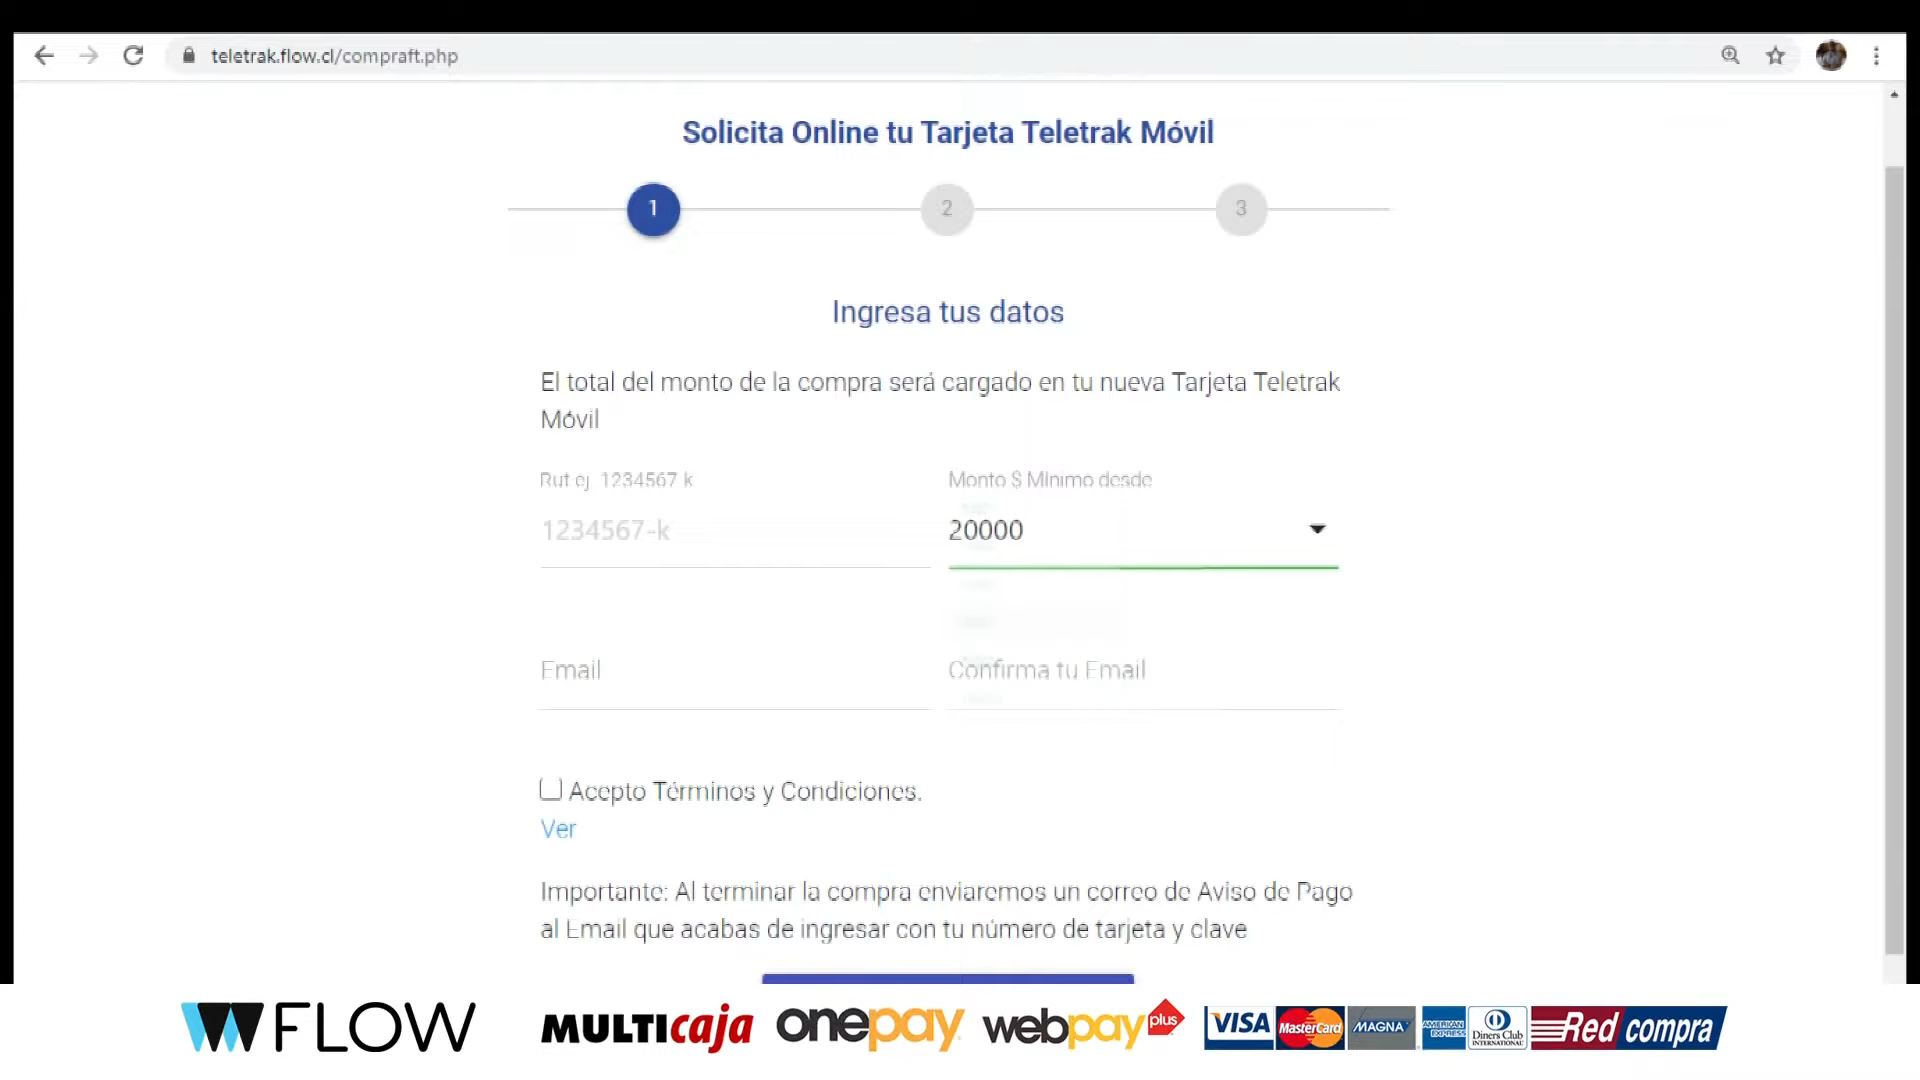 teletrak.flow.cl/compraft.php
Solicita Online tu Tarjeta Teletrak Móvil
1 2 3
Ingresa tus datos
El total del monto de la compra será cargado en tu nueva Tarjeta Teletrak
Móvil
Rut ej 1234567 k Monto $ Mínimo desde
1234567-k 20000
Email Confirma tu Email
Acepto Términos y Condiciones.
Ver
Importante: Al terminar la compra enviaremos un correo de Aviso de Pago
al Email que acabas de ingresar con tu número de tarjeta y clave
FLOW MULTICaja onepay webpay plus VISA MasterCard MAGNA AMERICAN EXPRESS Diners Club INTERNATIONAL Red compra